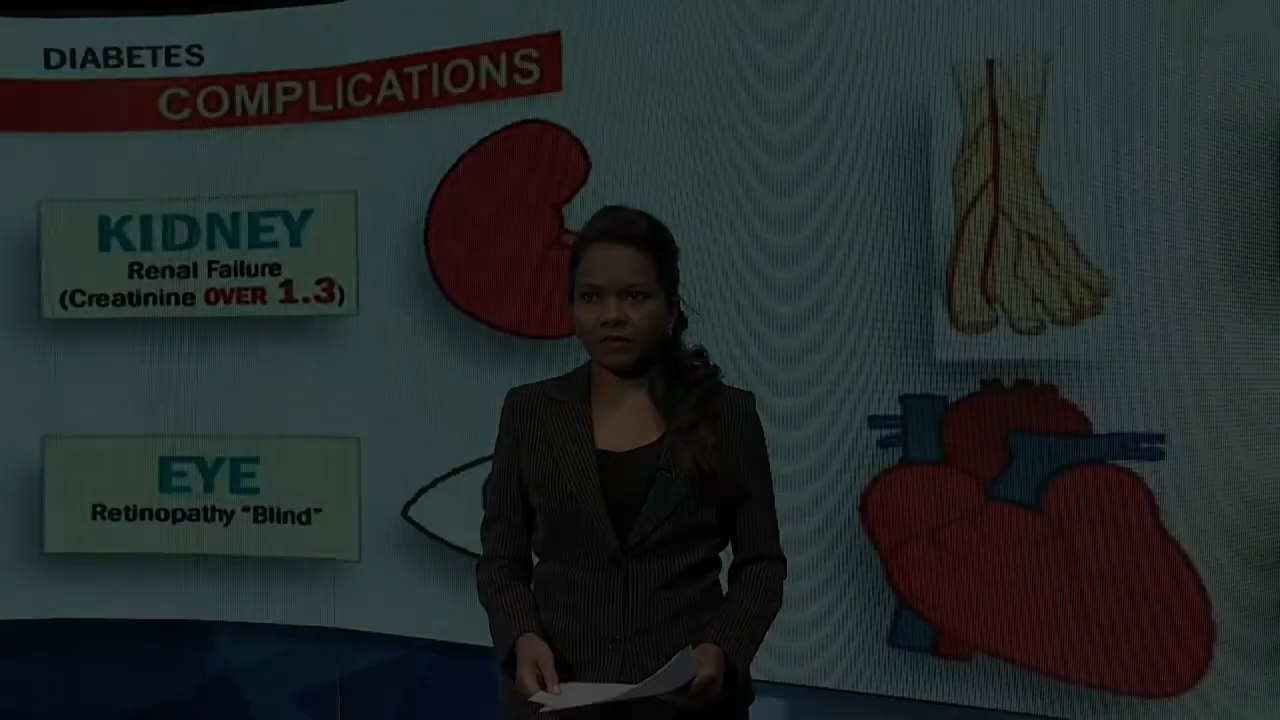 DIABETES
COMPLICATIONS
KIDNEY
Renal Failure
(Creatinine OVER 1.3)
EYE
Retinopathy "Blind"